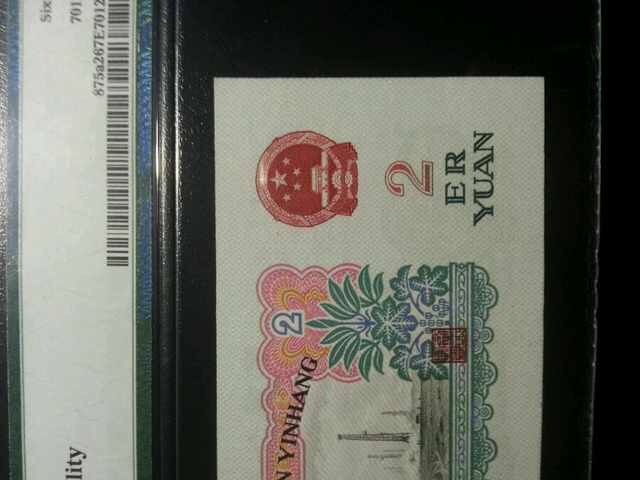 Six
701
875a267E7012
lity
2
ER
YUAN
2
YINHANG